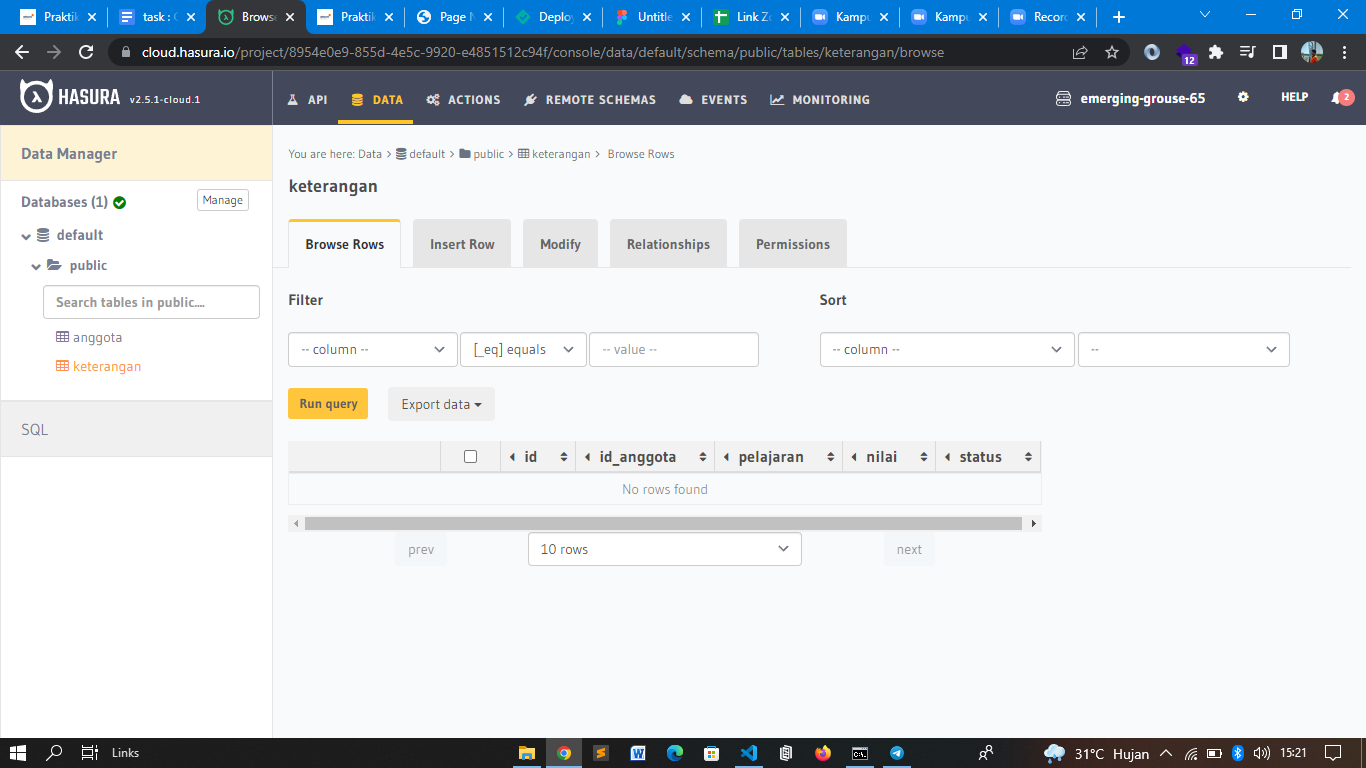 Praktik
task : G
Brows
Praktik
Page N
Deploy
Untitle
Link Zo
Kampu
Kampu
Record
cloud.hasura.io/project/8954e0e9-855d-4e5c-9920-e4851512c94f/console/data/default/schema/public/tables/keterangan/browse
12
HASURA v2.5.1-cloud.1
API DATA ACTIONS REMOTE SCHEMAS EVENTS MONITORING
emerging-grouse-65 HELP 2
Data Manager
Databases (1) Manage
default
public
Search tables in public....
anggota
keterangan
SQL
You are here: Data > default > public > keterangan > Browse Rows
keterangan
Browse Rows Insert Row Modify Relationships Permissions
Filter Sort
-- column -- [_eq] equals -- value -- -- column -- --
Run query Export data
id id_anggota pelajaran nilai status
No rows found
prev 10 rows next
Links
31°C Hujan 15:21